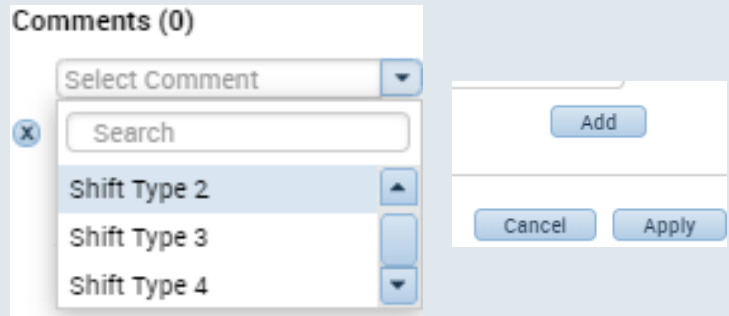 Comments (0)
Select Comment
x
Search
Shift Type 2
Shift Type 3
Shift Type 4
Add
Cancel Apply